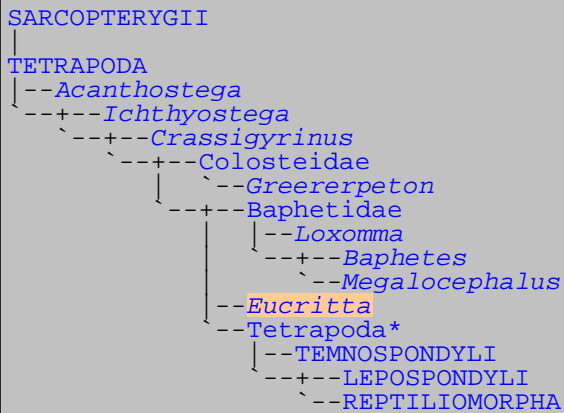 SARCOPTERYGII
|
TETRAPODA
|--Acanthostega
`--+--Ichthyostega
   `--+--Crassigyrinus
      `--+--Colosteidae
         |  `--Greererpeton
         `--+--Baphetidae
            |  |--Loxomma
            |  `--+--Baphetes
            |     `--Megalocephalus
            |--Eucritta
            `--Tetrapoda*
               |--TEMNOSPONDYLI
               `--+--LEPOSPONDYLI
                  `--REPTILIOMORPHA